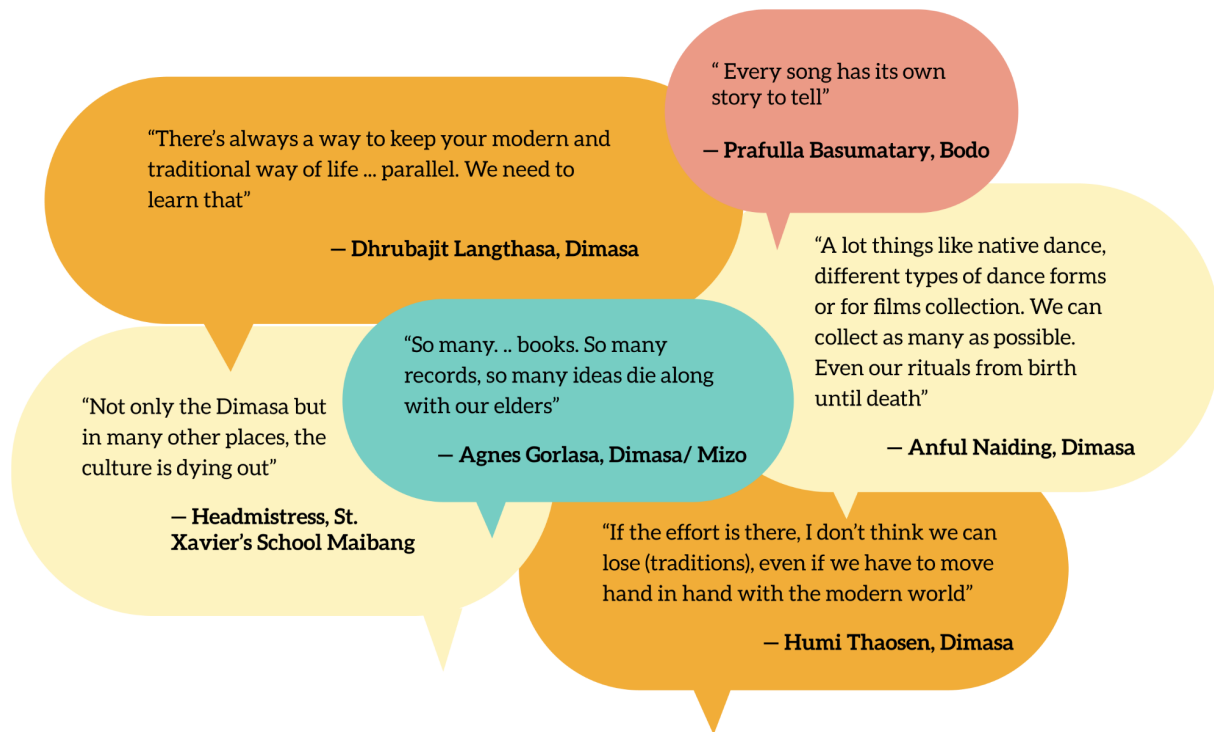 “There’s always a way to keep your modern and
traditional way of life ... parallel. We need to
learn that”
— Dhrubajit Langthasa, Dimasa
“ Every song has its own
story to tell”
— Prafulla Basumatary, Bodo
“A lot things like native dance,
different types of dance forms
or for films collection. We can
collect as many as possible.
Even our rituals from birth
until death”
— Anful Naiding, Dimasa
“So many. .. books. So many
records, so many ideas die along
with our elders”
— Agnes Gorlasa, Dimasa/ Mizo
“Not only the Dimasa but
in many other places, the
culture is dying out”
— Headmistress, St.
Xavier’s School Maibang
“If the effort is there, I don’t think we can
lose (traditions), even if we have to move
hand in hand with the modern world”
— Humi Thaosen, Dimasa